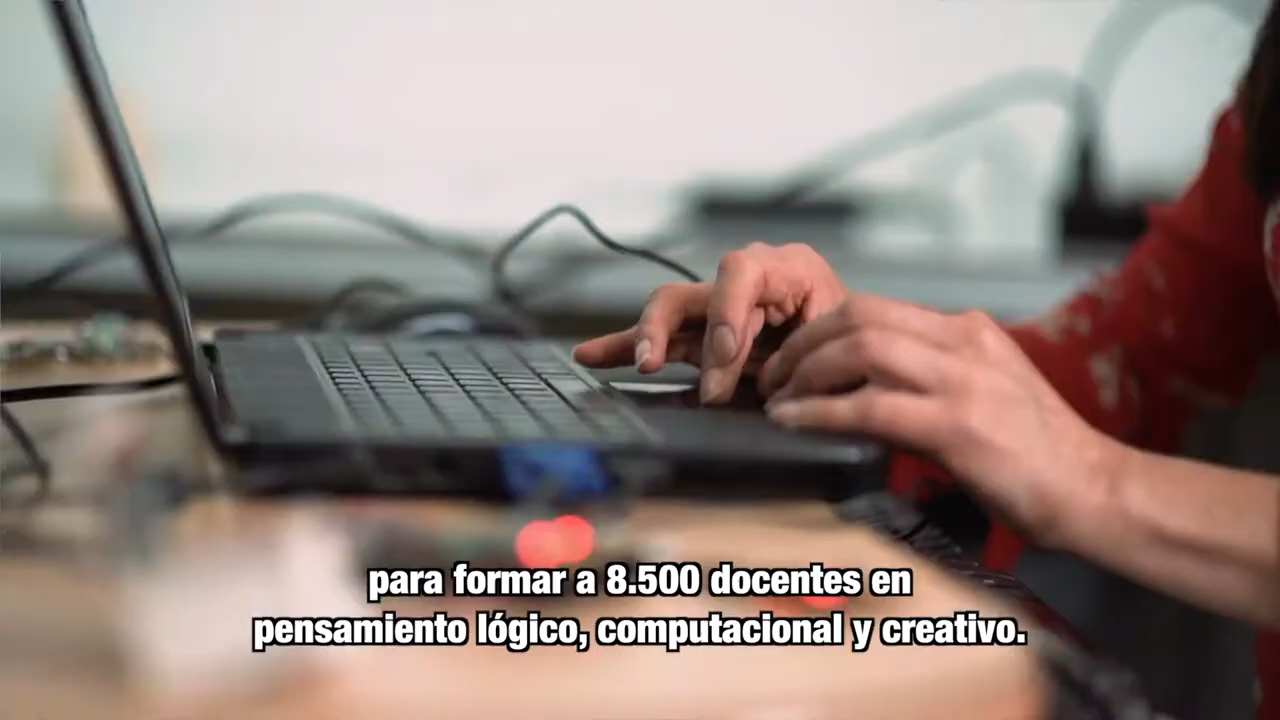 para formar a 8.500 docentes en
pensamiento lógico, computacional y creativo.